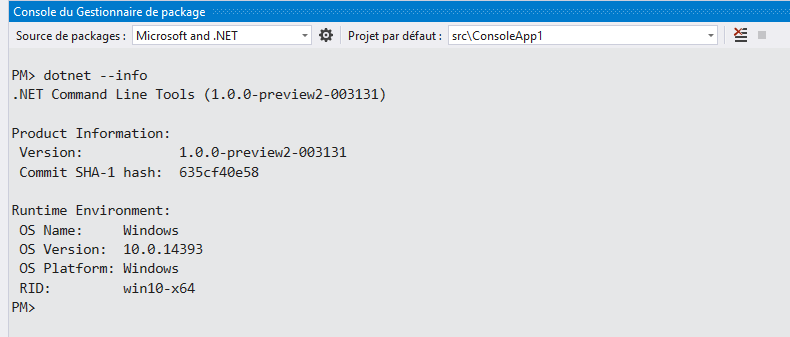 Console du Gestionnaire de package
Source de packages : Microsoft and .NET Projet par défaut : src\ConsoleApp1
PM> dotnet --info
.NET Command Line Tools (1.0.0-preview2-003131)
Product Information:
Version: 1.0.0-preview2-003131
Commit SHA-1 hash: 635cf40e58
Runtime Environment:
OS Name: Windows
OS Version: 10.0.14393
OS Platform: Windows
RID: win10-x64
PM>